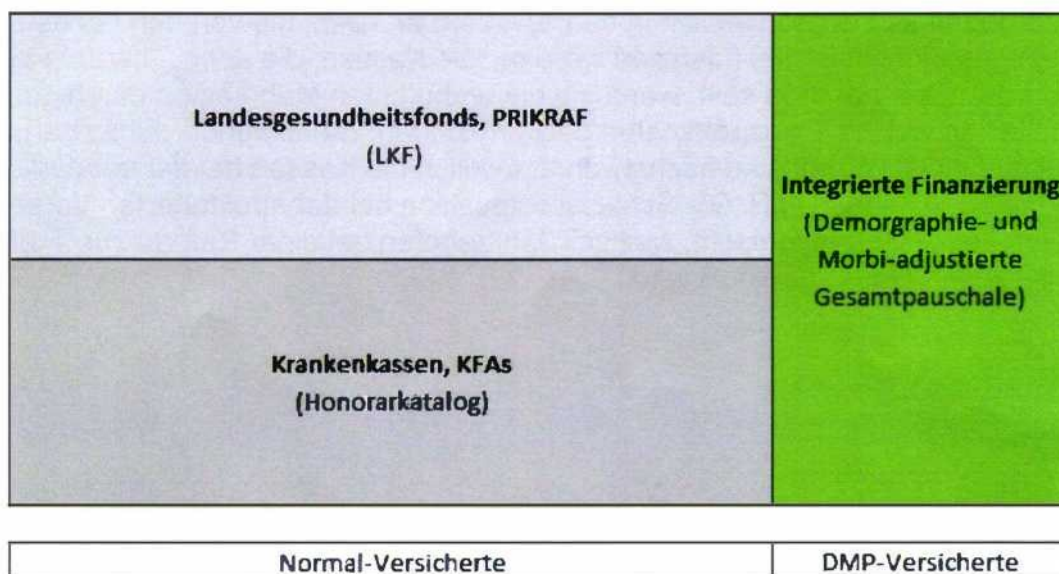 Landesgesundheitsfonds, PRIKRAF
(LKF)
Integrierte Finanzierung
(Demorgraphie- und
Morbi-adjustierte
Gesamtpauschale)
Krankenkassen, KFAs
(Honorarkatalog)
Normal-Versicherte
DMP-Versicherte